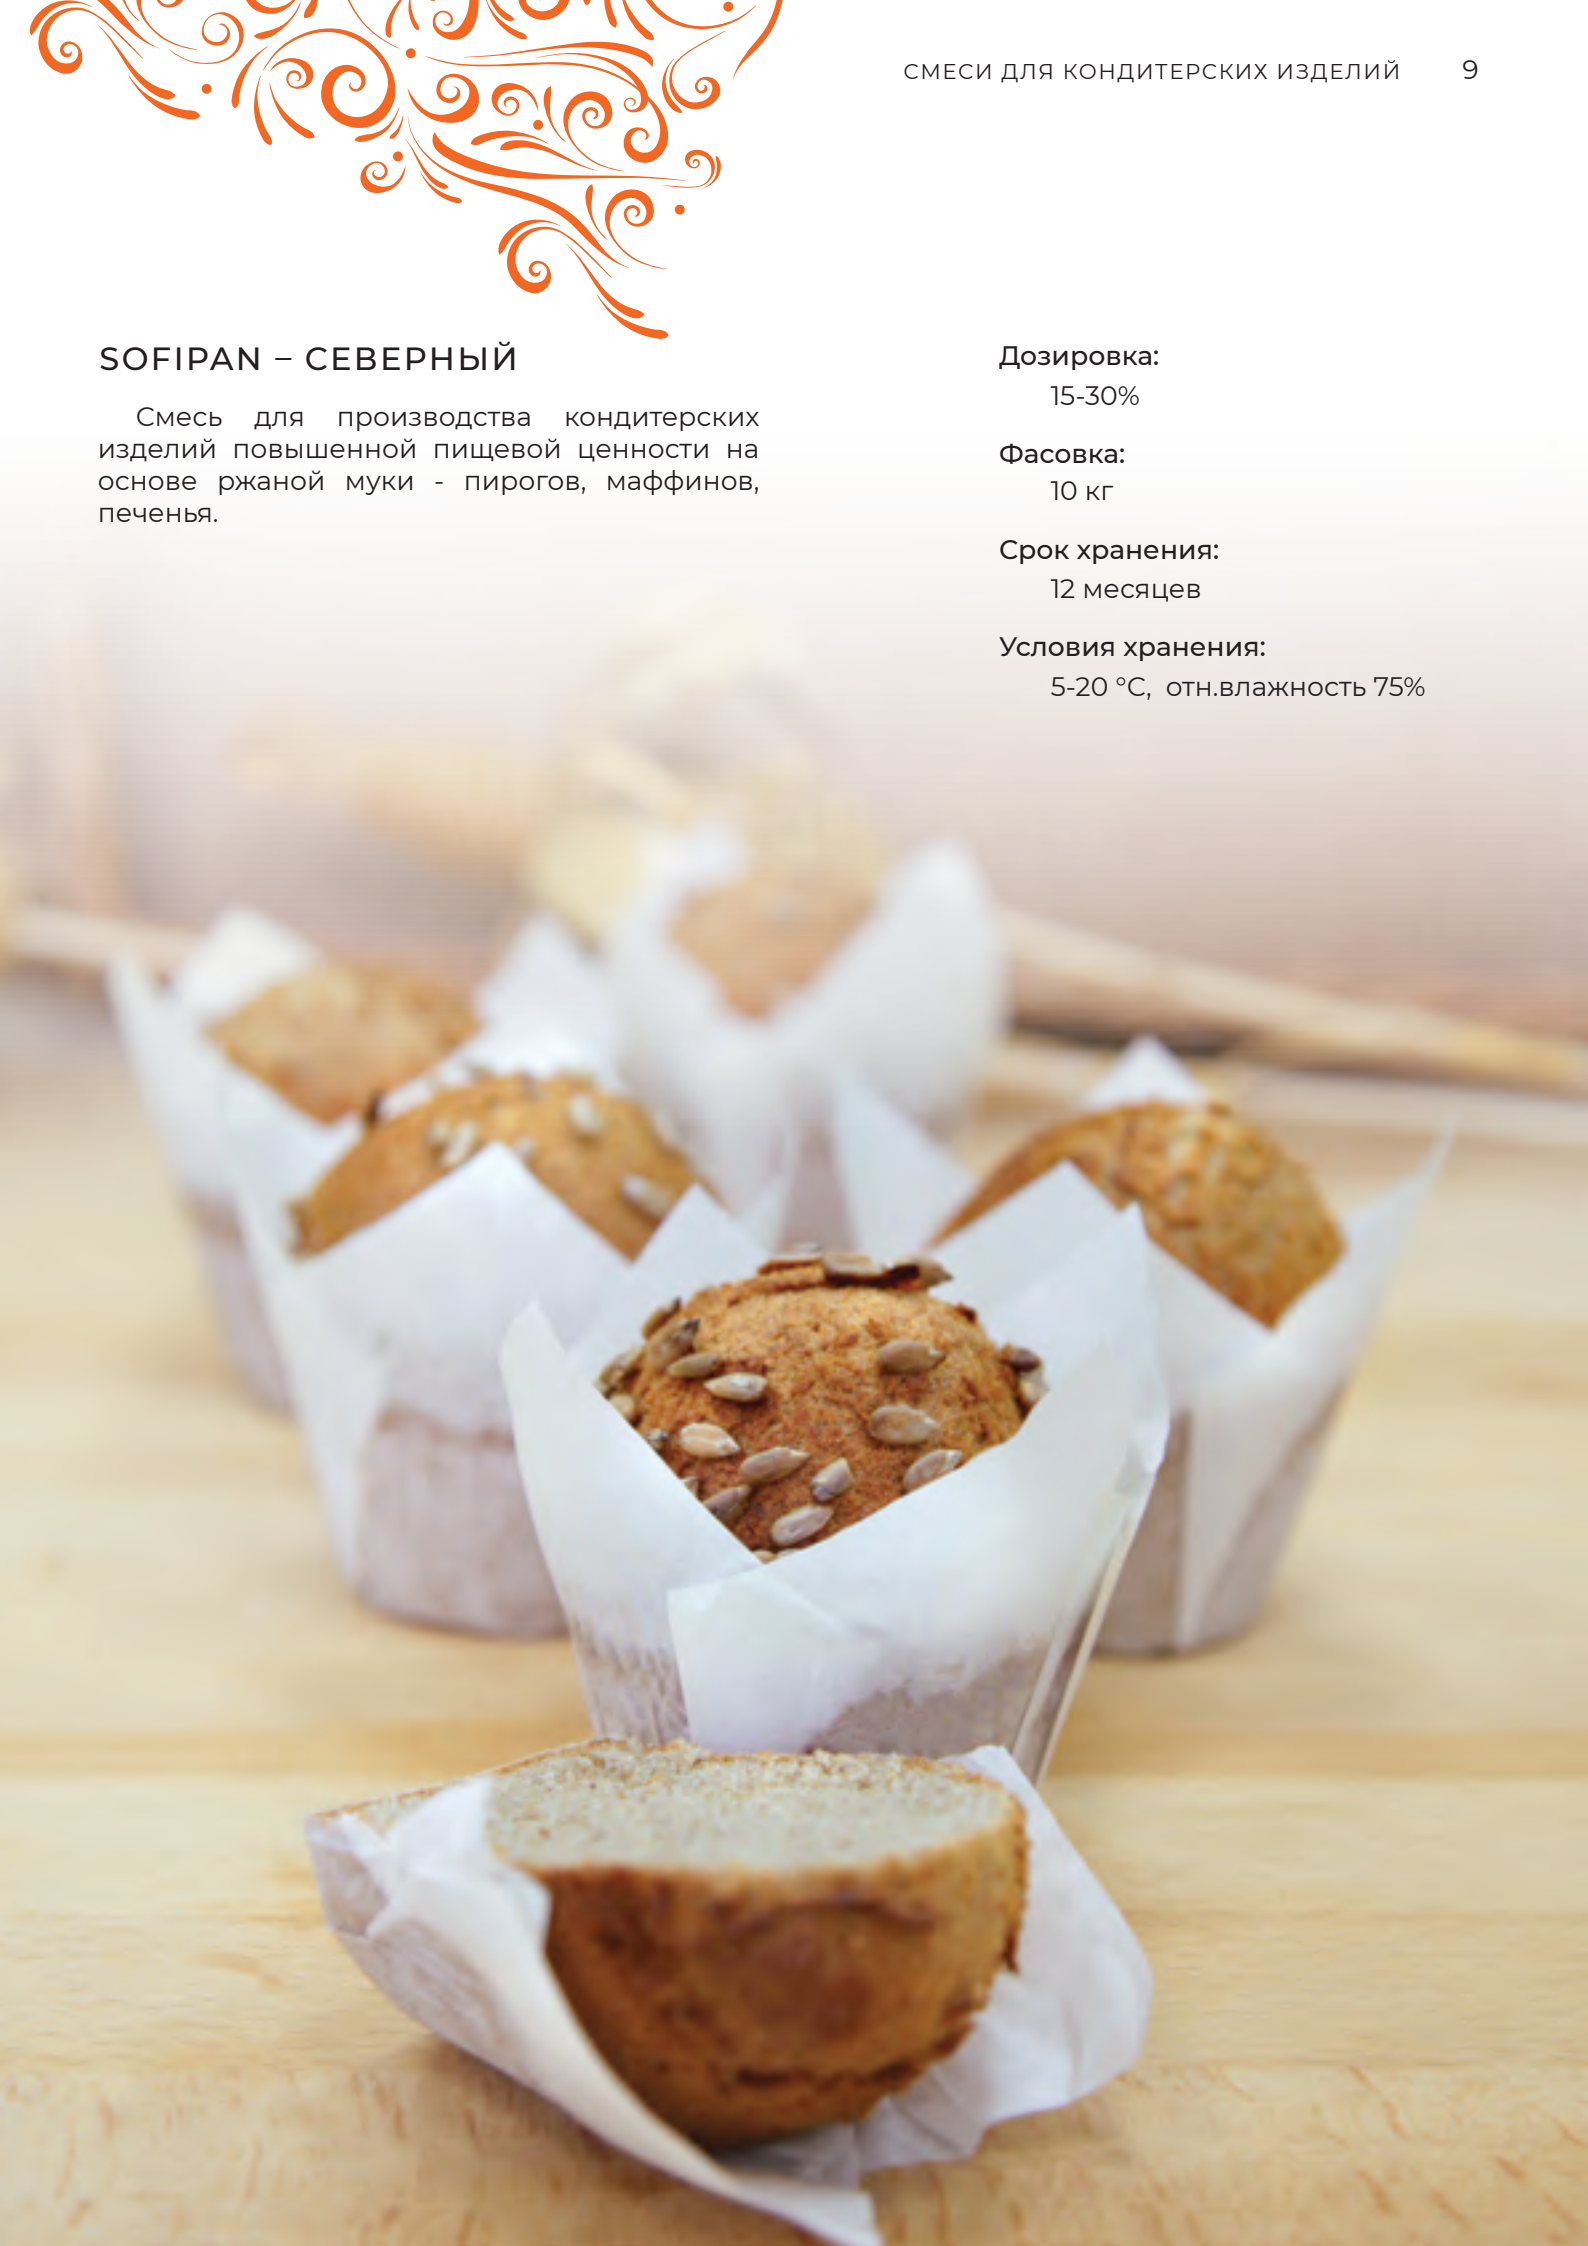 СМЕСИ ДЛЯ КОНДИТЕРСКИХ ИЗДЕЛИЙ 9
SOFIPAN – СЕВЕРНЫЙ
Смесь для производства кондитерских
изделий повышенной пищевой ценности на
основе ржаной муки - пирогов, маффинов,
печенья.
Дозировка:
15-30%
Фасовка:
10 кг
Срок хранения:
12 месяцев
Условия хранения:
5-20 °С, отн.влажность 75%